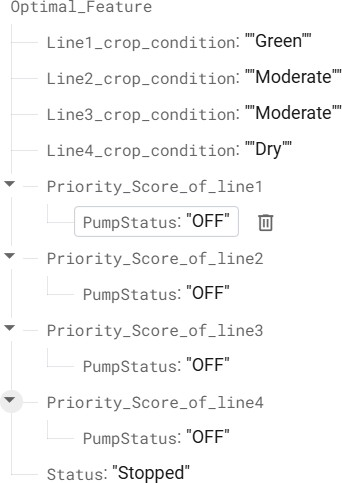 Optimal_Feature
Line1_crop_condition: ""Green""
Line2_crop_condition: ""Moderate""
Line3_crop_condition: ""Moderate""
Line4_crop_condition: ""Dry""
Priority_Score_of_line1
PumpStatus: "OFF"
Priority_Score_of_line2
PumpStatus: "OFF"
Priority_Score_of_line3
PumpStatus: "OFF"
Priority_Score_of_line4
PumpStatus: "OFF"
Status: "Stopped"